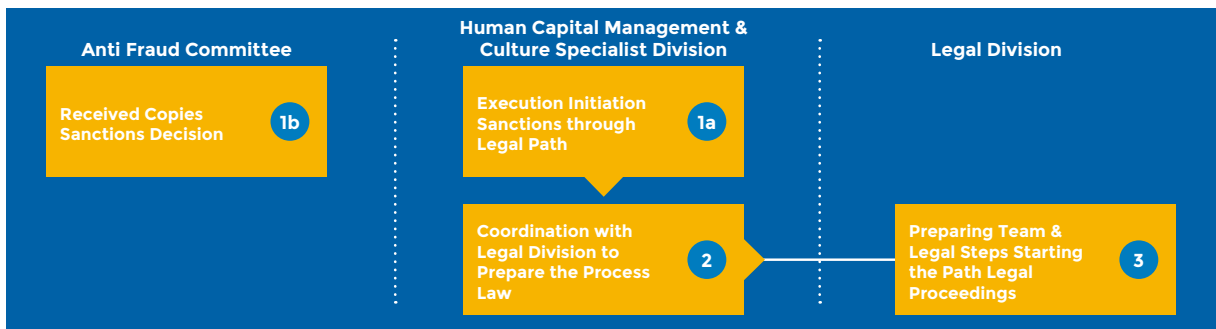 Anti Fraud Committee
Human Capital Management &
Culture Specialist Division
Legal Division
Received Copies
Sanctions Decision
1b
Execution Initiation
Sanctions through
Legal Path
1a
Coordination with
Legal Division to
Prepare the Process
Law
2
Preparing Team &
Legal Steps Starting
the Path Legal
Proceedings
3